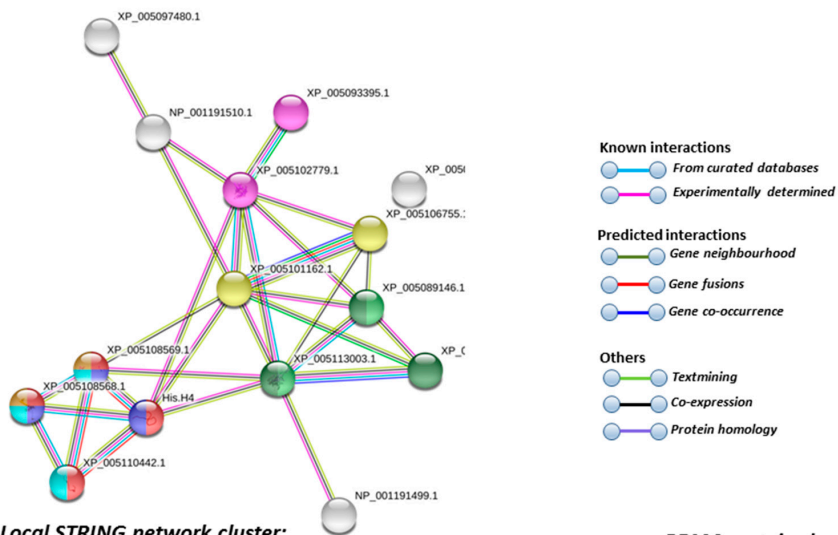 XP_005097480.1
NP_001191510.1
XP_005093395.1
XP_005102779.1
XP_005106755.
XP_005101162.1
XP_005089146.1
XP_005108569.1
XP_005113003.1
XP_005108568.1
His.H4
XP_005110442.1
NP_001191499.1
Local STRING network cluster:
Known interactions
From curated databases
Experimentally determined
Predicted interactions
Gene neighbourhood
Gene fusions
Gene co-occurrence
Others
Textmining
Co-expression
Protein homology